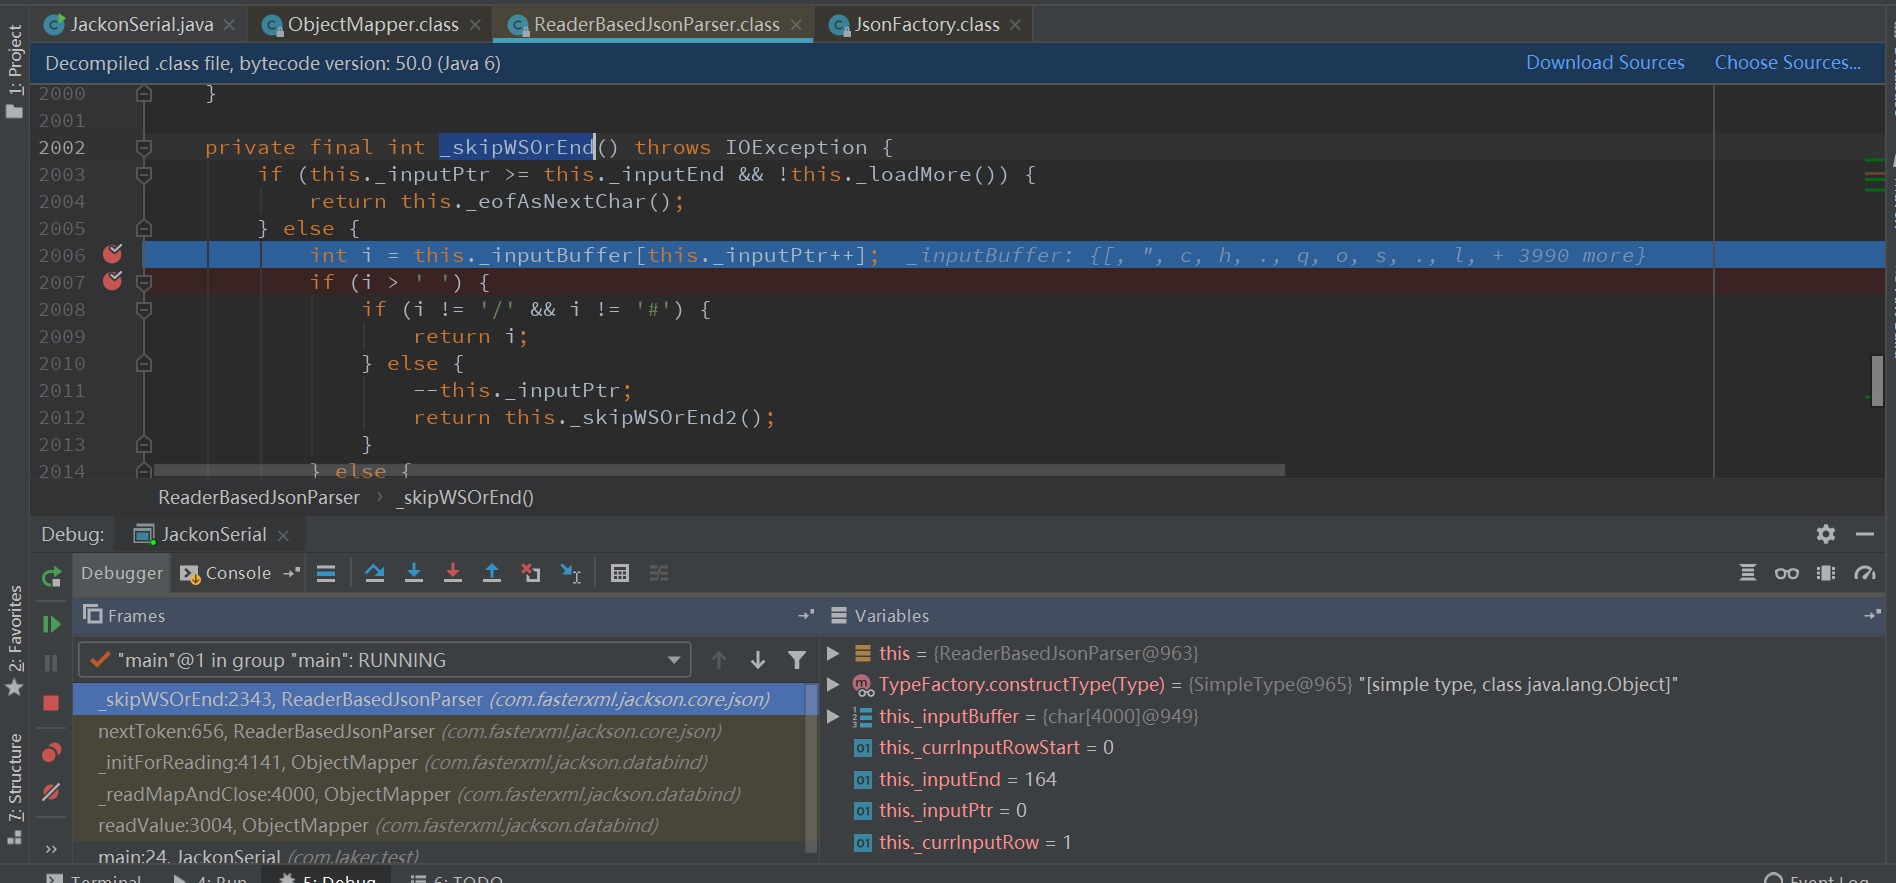 JackonSerial.java
ObjectMapper.class
ReaderBasedJsonParser.class
JsonFactory.class
1: Project
Decompiled .class file, bytecode version: 50.0 (Java 6)
Download Sources
Choose Sources...
2000 }
2001
2002 private final int _skipWSOrEnd() throws IOException {
2003 if (this._inputPtr >= this._inputEnd && !this._loadMore()) {
2004 return this._eofAsNextChar();
2005 } else {
2006 int i = this._inputBuffer[this._inputPtr++]; _inputBuffer: {[, ", c, h, ., q, o, s, ., l, + 3990 more}
2007 if (i > ' ') {
2008 if (i != '/' && i != '#') {
2009 return i;
2010 } else {
2011 --this._inputPtr;
2012 return this._skipWSOrEnd2();
2013 }
2014 } else {
ReaderBasedJsonParser › _skipWSOrEnd()
Debug:
JackonSerial
Debugger
Console
2: Favorites
7: Structure
Frames
"main"@1 in group "main": RUNNING
_skipWSOrEnd:2343, ReaderBasedJsonParser (com.fasterxml.jackson.core.json)
nextToken:656, ReaderBasedJsonParser (com.fasterxml.jackson.core.json)
_initForReading:4141, ObjectMapper (com.fasterxml.jackson.databind)
_readMapAndClose:4000, ObjectMapper (com.fasterxml.jackson.databind)
readValue:3004, ObjectMapper (com.fasterxml.jackson.databind)
main:24, JackonSerial (com.laker.test)
Variables
this = {ReaderBasedJsonParser@963}
TypeFactory.constructType(Type) = {SimpleType@965} "[simple type, class java.lang.Object]"
this._inputBuffer = {char[4000]@949}
this._currInputRowStart = 0
this._inputEnd = 164
this._inputPtr = 0
this._currInputRow = 1
Terminal
4: Run
5: Debug
6: TODO
Event Log